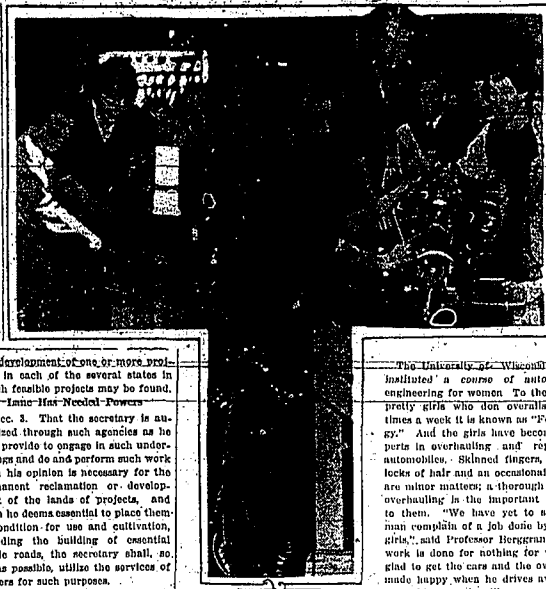 development of one or more proj-
in each of the several states in
h feasible projects may be found.
Lane Has Needed Powers
ec. 3. That the secretary is au-
ized through such agencies as he
provide to engage in such under-
ngs and do and perform such work
n his opinion is necessary for the
manent reclamation or develop-
t of the lands of projects, and
h he deems essential to place them
ondition for use and cultivation,
ding the building of essential
le roads, the secretary shall, so
as possible, utilize the services of
ers for such purposes.
The University of Wisconsi
instituted a course of auto
engineering for women To the
pretty girls who don overalls
times a week it is known as "F
gy." And the girls have becom
perts in overhauling and rep
automobiles. Skinned fingers,
locks of hair and an occasional
are minor matters; a thorough
overhauling is the important
to them. "We have yet to a
man complain of a job done by
girls," said Professor Berggran
work is done for nothing for
glad to get the cars and the ow
made happy when he drives a